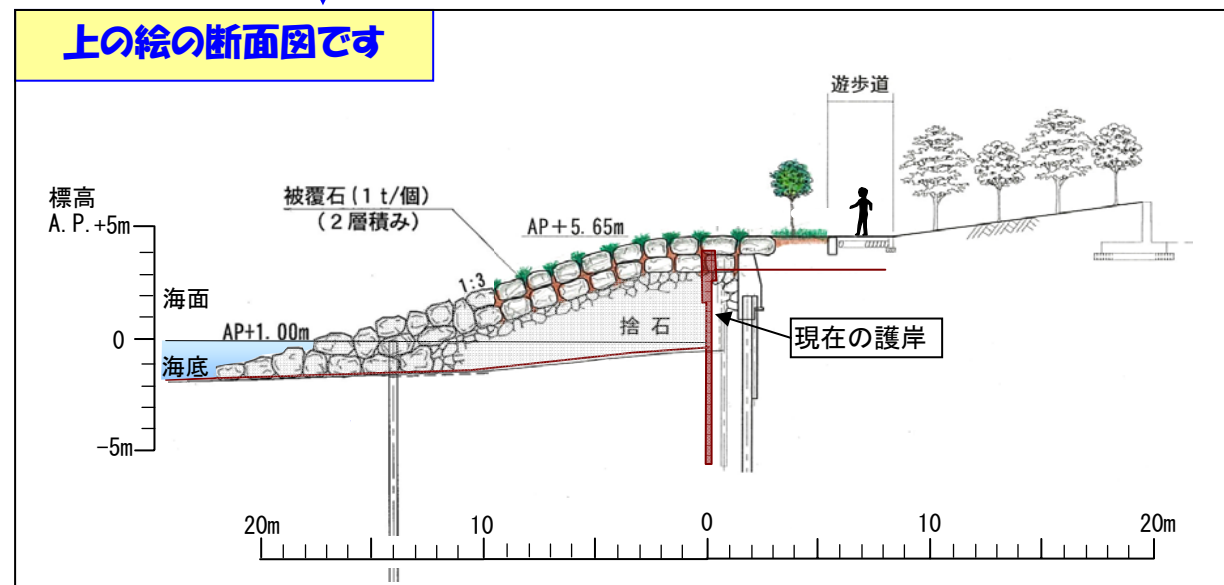 上の絵の断面図です
遊歩道
標高
A.P.+5m
被覆石(1 t/個)
(2層積み)
AP+5.65m
1:3
海面
AP+1.00m
捨石
0
現在の護岸
海底
-5m
20m 10 0 10 20m